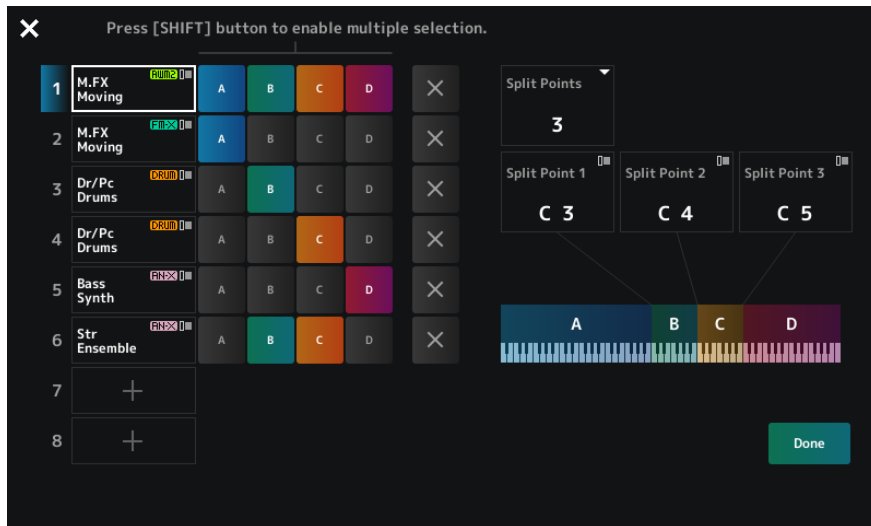 Press [SHIFT] button to enable multiple selection.
1 M.FX Moving AWM2 A B C D
2 M.FX Moving FM-X A B C D
3 Dr/Pc Drums DRUM A B C D
4 Dr/Pc Drums DRUM A B C D
5 Bass Synth AN-X A B C D
6 Str Ensemble AN-X A B C D
7
8
Split Points
3
Split Point 1 Split Point 2 Split Point 3
C 3 C 4 C 5
A B C D
Done